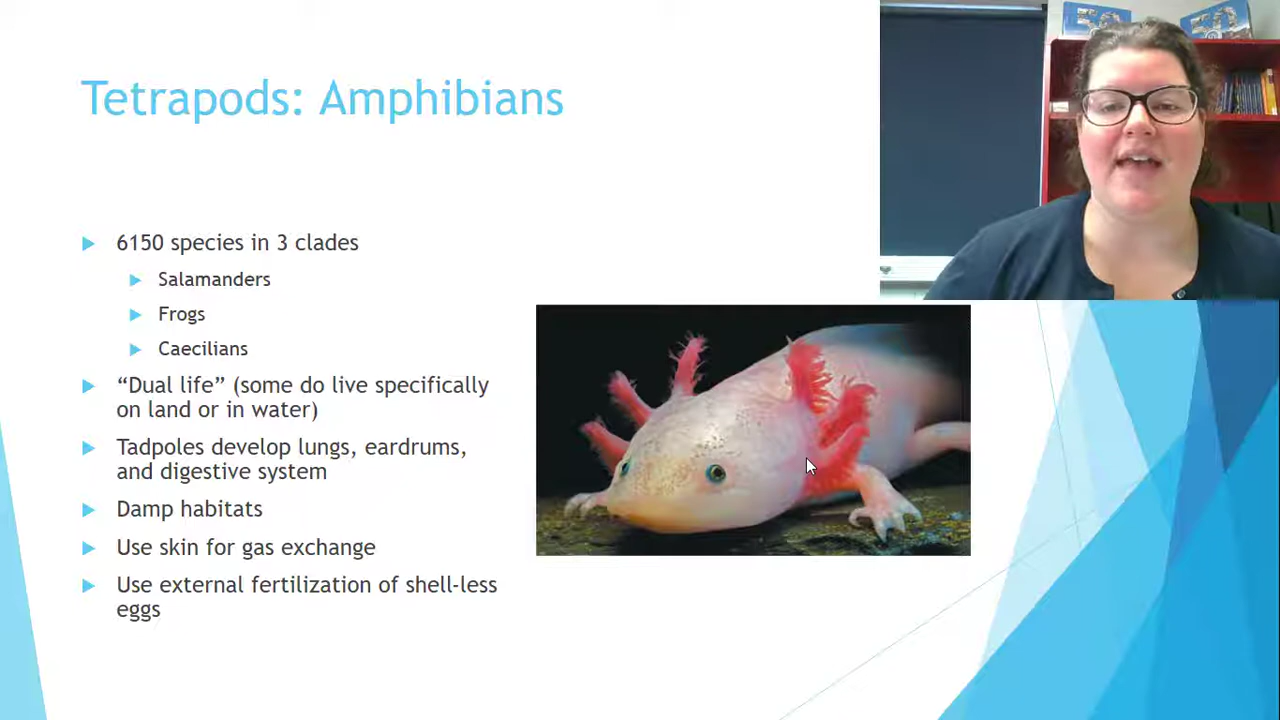 Tetrapods: Amphibians
6150 species in 3 clades
Salamanders
Frogs
Caecilians
“Dual life” (some do live specifically
on land or in water)
Tadpoles develop lungs, eardrums,
and digestive system
Damp habitats
Use skin for gas exchange
Use external fertilization of shell-less
eggs